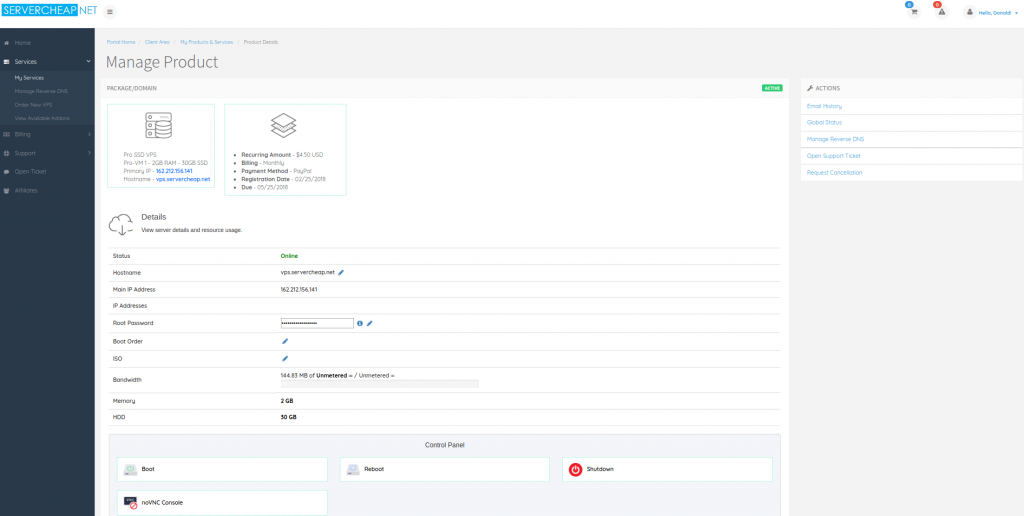 SERVERCHEAP.NET
0
0
Hello, Donald!
Home
Services
My Services
Manage Reverse DNS
Order New VPS
View Available Addons
Billing
Support
Open Ticket
Affiliates
Portal Home / Client Area / My Products & Services / Product Details
Manage Product
PACKAGE/DOMAIN
ACTIVE
Pro SSD VPS
Pro-VM 1 - 2GB RAM - 30GB SSD
Primary IP - 162.212.156.141
Hostname - vps.servercheap.net
Recurring Amount - $4.50 USD
Billing - Monthly
Payment Method - PayPal
Registration Date - 02/25/2018
Due - 05/25/2018
ACTIONS
Email History
Global Status
Manage Reverse DNS
Open Support Ticket
Request Cancellation
Details
View server details and resource usage.
Status Online
Hostname vps.servercheap.net
Main IP Address 162.212.156.141
IP Addresses
Root Password ••••••••••••••••••
Boot Order
ISO
Bandwidth 144.83 MB of Unmetered ∞ / Unmetered ∞
Memory 2 GB
HDD 30 GB
Control Panel
Boot
Reboot
Shutdown
noVNC Console